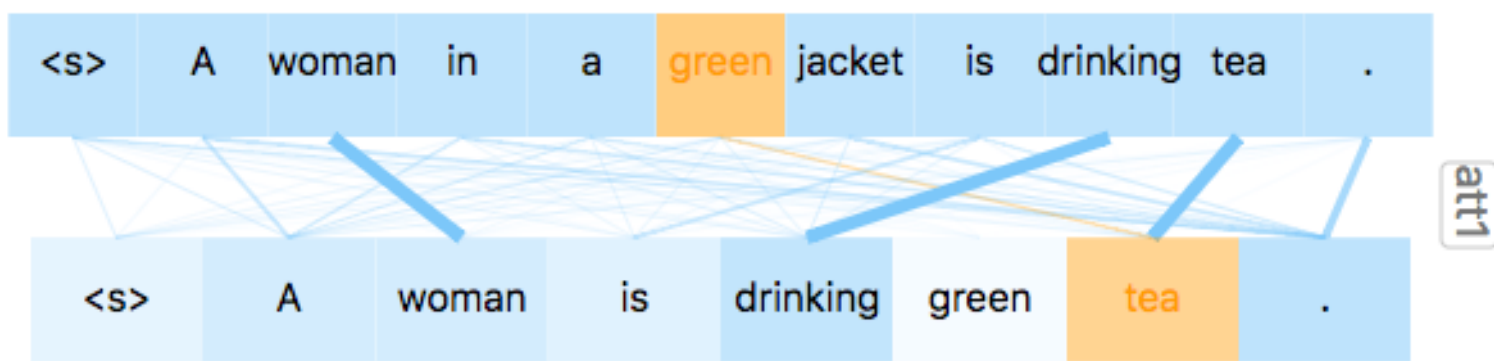 <s> A woman in a green jacket is drinking tea .
att1
<s> A woman is drinking green tea .